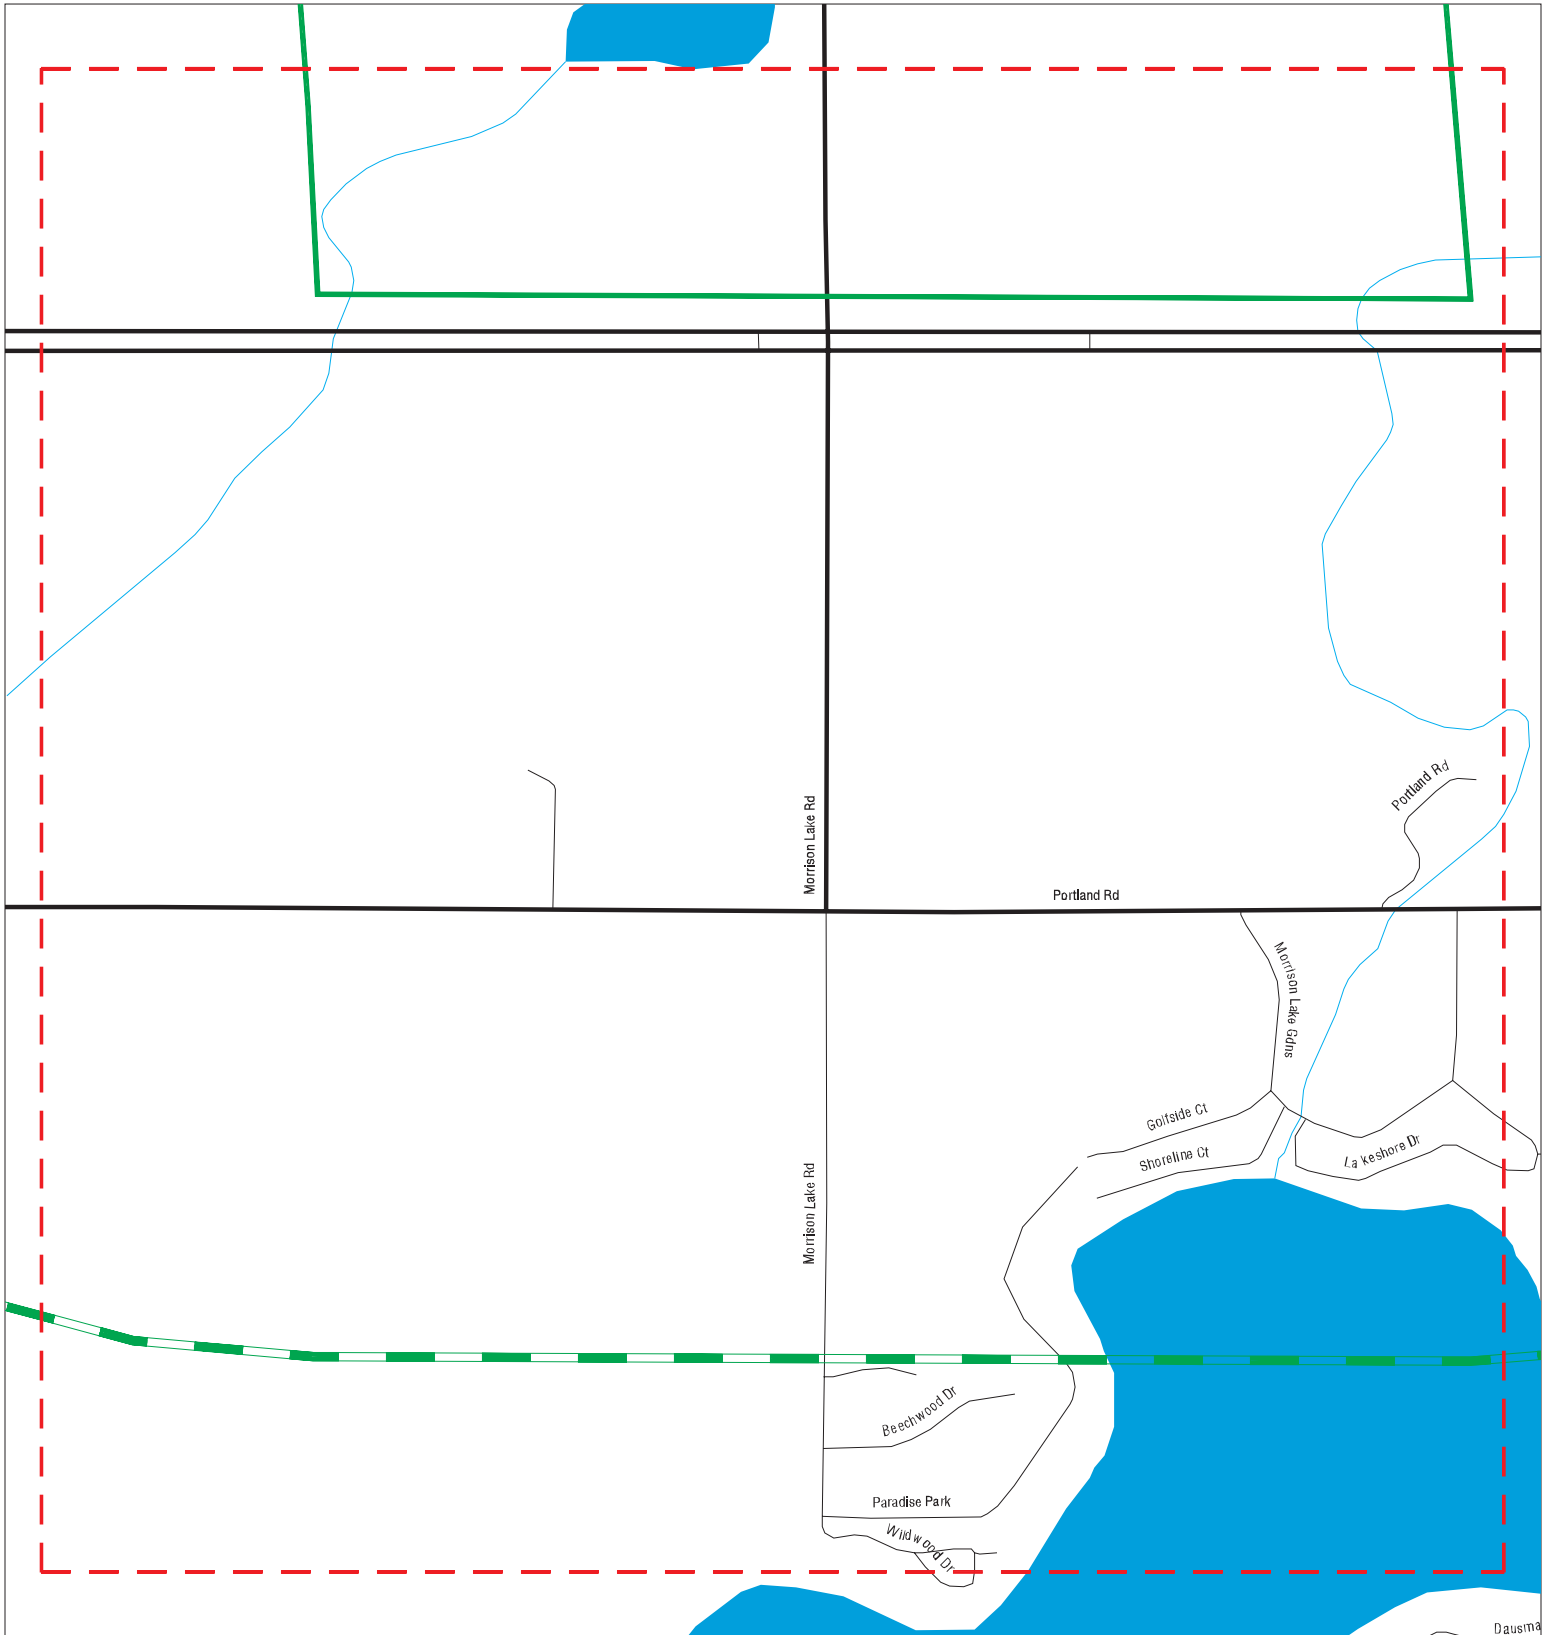 Portland Rd
Morrison Lake Rd
Portland Rd
Morrison Lake Gdns
Golfside Ct
Shoreline Ct
Lakeshore Dr
Morrison Lake Rd
Beechwood Dr
Paradise Park
Wildwood Dr
Dausma